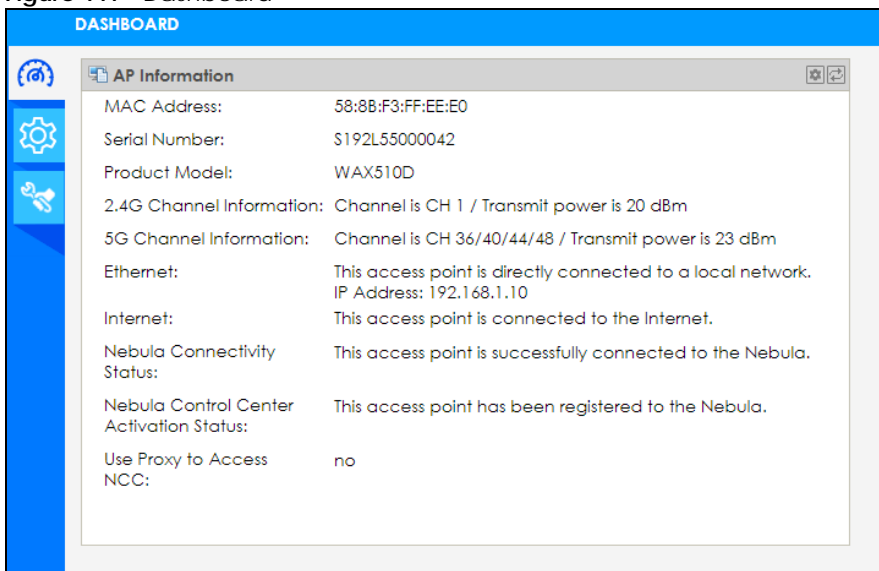 DASHBOARD
AP Information
MAC Address: 58:8B:F3:FF:EE:E0
Serial Number: S192L55000042
Product Model: WAX510D
2.4G Channel Information: Channel is CH 1 / Transmit power is 20 dBm
5G Channel Information: Channel is CH 36/40/44/48 / Transmit power is 23 dBm
Ethernet: This access point is directly connected to a local network.
IP Address: 192.168.1.10
Internet: This access point is connected to the Internet.
Nebula Connectivity Status: This access point is successfully connected to the Nebula.
Nebula Control Center Activation Status: This access point has been registered to the Nebula.
Use Proxy to Access NCC: no